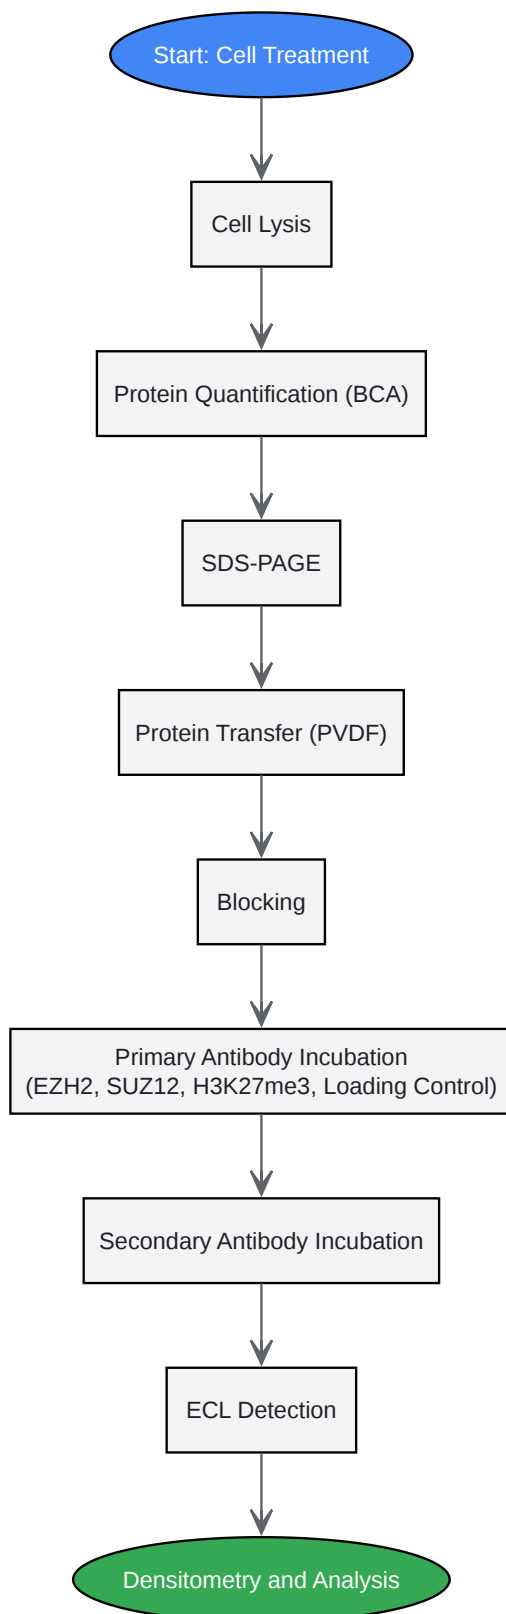 Start: Cell Treatment
Cell Lysis
Protein Quantification (BCA)
SDS-PAGE
Protein Transfer (PVDF)
Blocking
Primary Antibody Incubation
(EZH2, SUZ12, H3K27me3, Loading Control)
Secondary Antibody Incubation
ECL Detection
Densitometry and Analysis